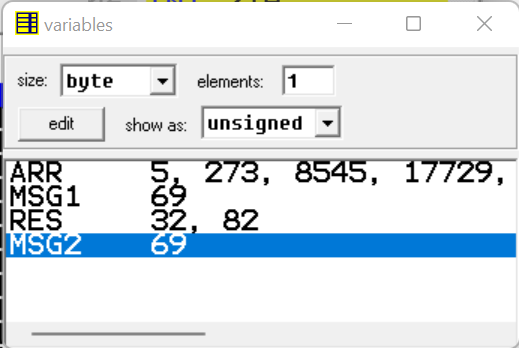 variables
size: byte elements: 1
edit show as: unsigned
ARR 5, 273, 8545, 17729,
MSG1 69
RES 32, 82
MSG2 69